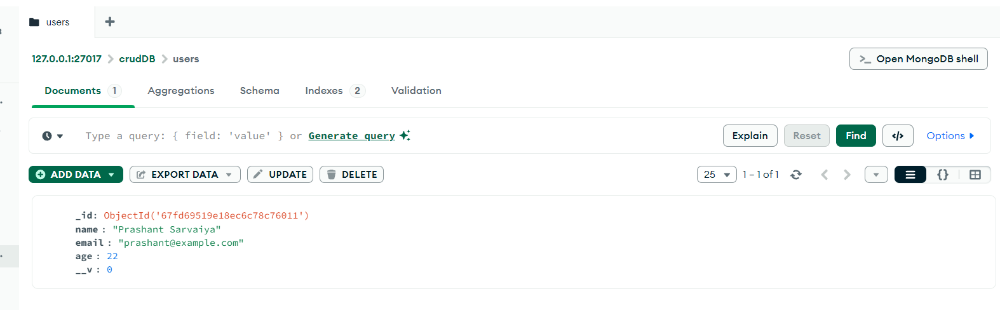 users
127.0.0.1:27017 > crudDB > users
>_ Open MongoDB shell
Documents 1 Aggregations Schema Indexes 2 Validation
Type a query: { field: 'value' } or Generate query
Explain Reset Find </> Options
ADD DATA EXPORT DATA UPDATE DELETE
25 1 – 1 of 1 {}
_id: ObjectId('67fd69519e18ec6c78c76011')
name : "Prashant Sarvaiya"
email : "prashant@example.com"
age : 22
__v : 0